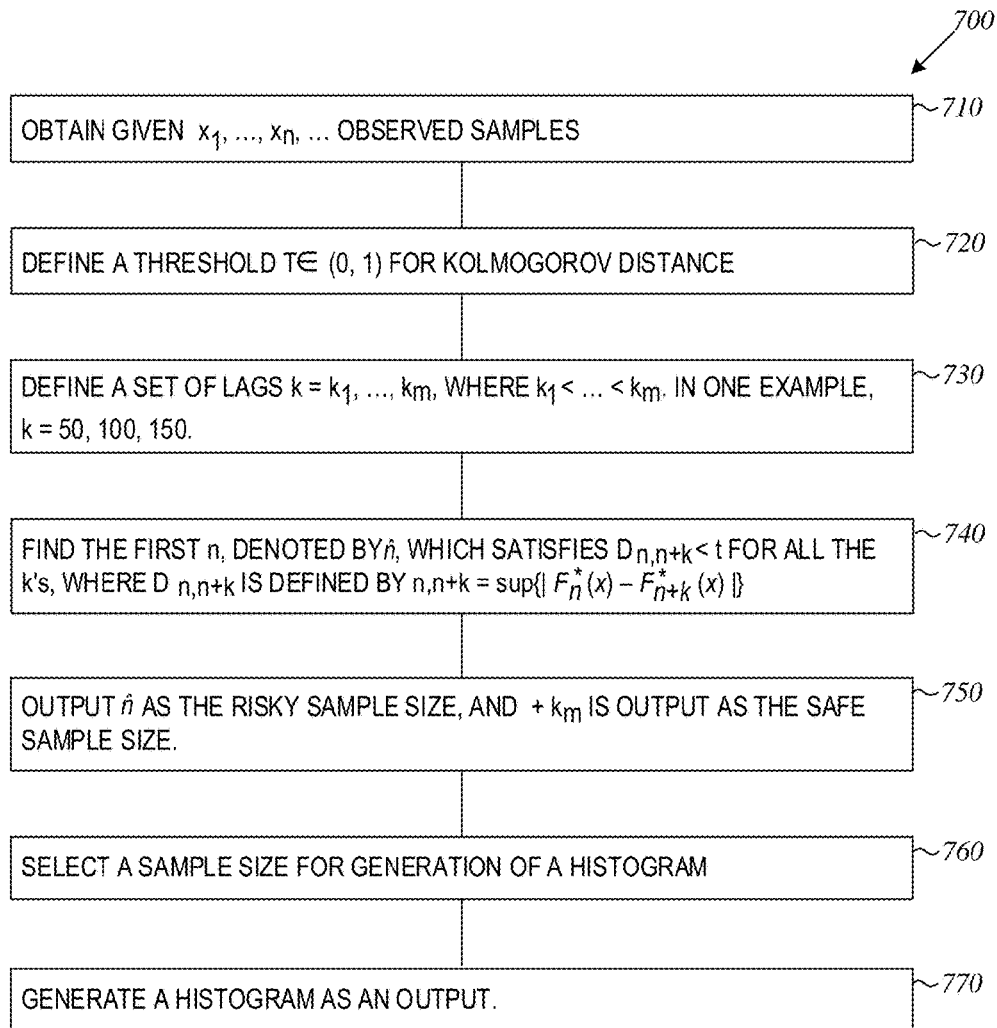 700
OBTAIN GIVEN x₁, ..., xₙ, ... OBSERVED SAMPLES
710
DEFINE A THRESHOLD T∈ (0, 1) FOR KOLMOGOROV DISTANCE
720
DEFINE A SET OF LAGS k = k₁, ..., kₘ, WHERE k₁ < ... < kₘ. IN ONE EXAMPLE,
k = 50, 100, 150.
730
FIND THE FIRST n, DENOTED BY n̂, WHICH SATISFIES D n,n+k < t FOR ALL THE
k's, WHERE D n,n+k IS DEFINED BY n,n+k = sup{| F*n(x) – F*n+k (x) |}
740
OUTPUT n̂ AS THE RISKY SAMPLE SIZE, AND + kₘ IS OUTPUT AS THE SAFE
SAMPLE SIZE.
750
SELECT A SAMPLE SIZE FOR GENERATION OF A HISTOGRAM
760
GENERATE A HISTOGRAM AS AN OUTPUT.
770